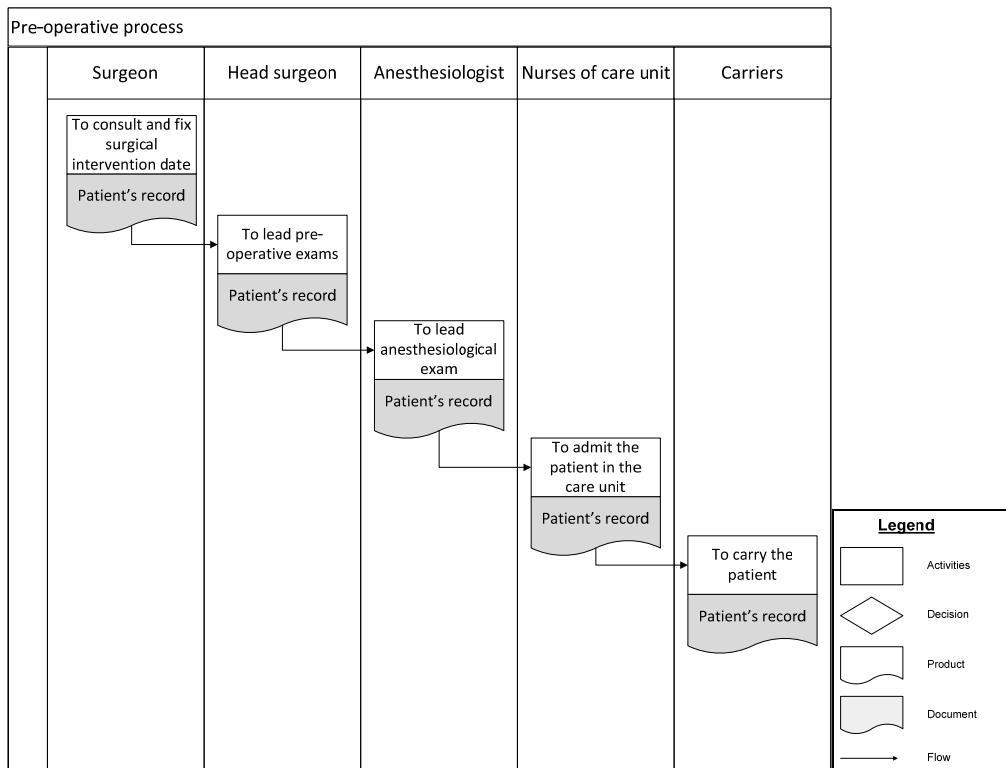 Pre-operative process
Surgeon
Head surgeon
Anesthesiologist
Nurses of care unit
Carriers
To consult and fix
surgical
intervention date
Patient's record
To lead pre-
operative exams
Patient's record
To lead
anesthesiological
exam
Patient's record
To admit the
patient in the
care unit
Patient's record
To carry the
patient
Patient's record
Legend
Activities
Decision
Product
Document
Flow